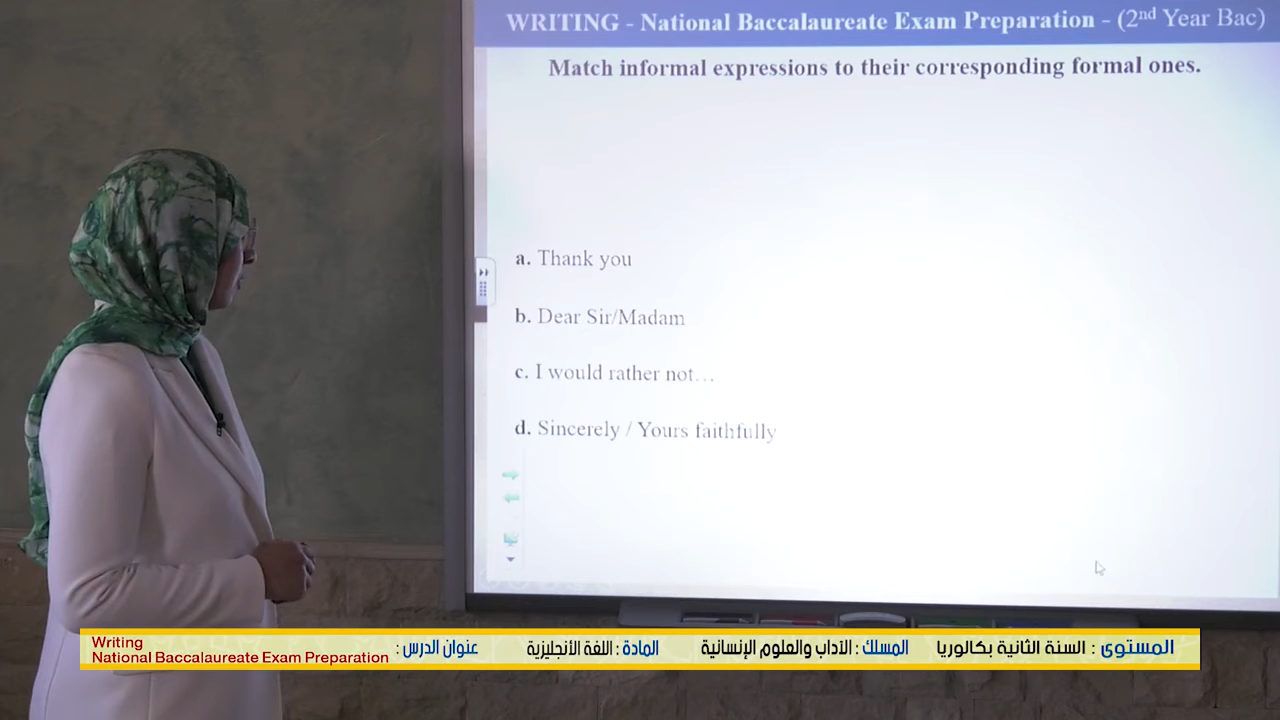 WRITING - National Baccalaureate Exam Preparation - (2nd Year Bac)
Match informal expressions to their corresponding formal ones.
a. Thank you
b. Dear Sir/Madam
c. I would rather not…
d. Sincerely / Yours faithfully
المستوى : السنة الثانية بكالوريا
المسلك : الآداب والعلوم الإنسانية
المادة : اللغة الأنجليزية
عنوان الدرس :
Writing
National Baccalaureate Exam Preparation